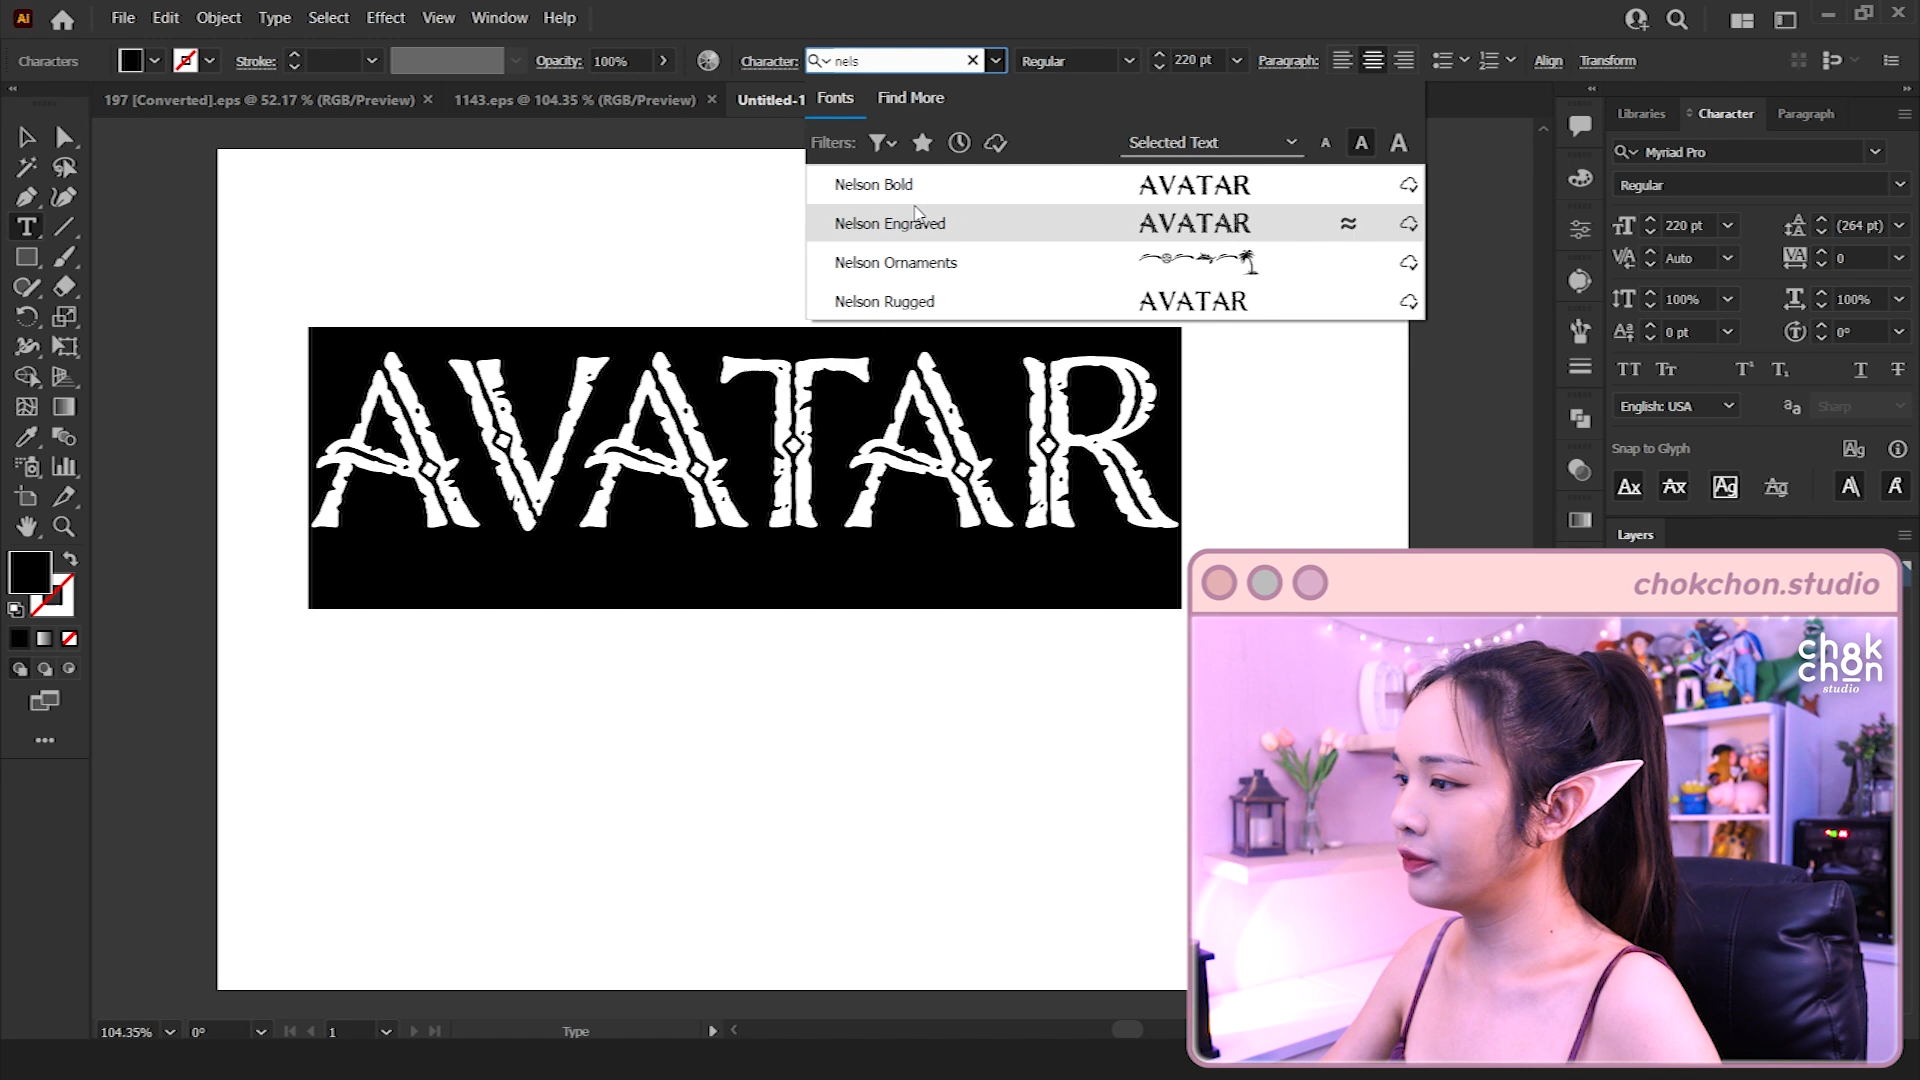 File Edit Object Type Select Effect View Window Help
Characters Stroke: Opacity: 100% Character: nels Regular 220 pt Paragraph: Align Transform
197 [Converted].eps @ 52.17 % (RGB/Preview) 1143.eps @ 104.35 % (RGB/Preview) Untitled-1
Fonts Find More
Filters: Selected Text A A A
Nelson Bold AVATAR
Nelson Engraved AVATAR
Nelson Ornaments
Nelson Rugged AVATAR
AVATAR
Libraries Character Paragraph
Myriad Pro
Regular
220 pt (264 pt)
Auto 0
100% 100%
0 pt 0°
English: USA Sharp
Snap to Glyph
Layers
chokchon.studio
chokchon
studio
104.35% 0° 1 Type